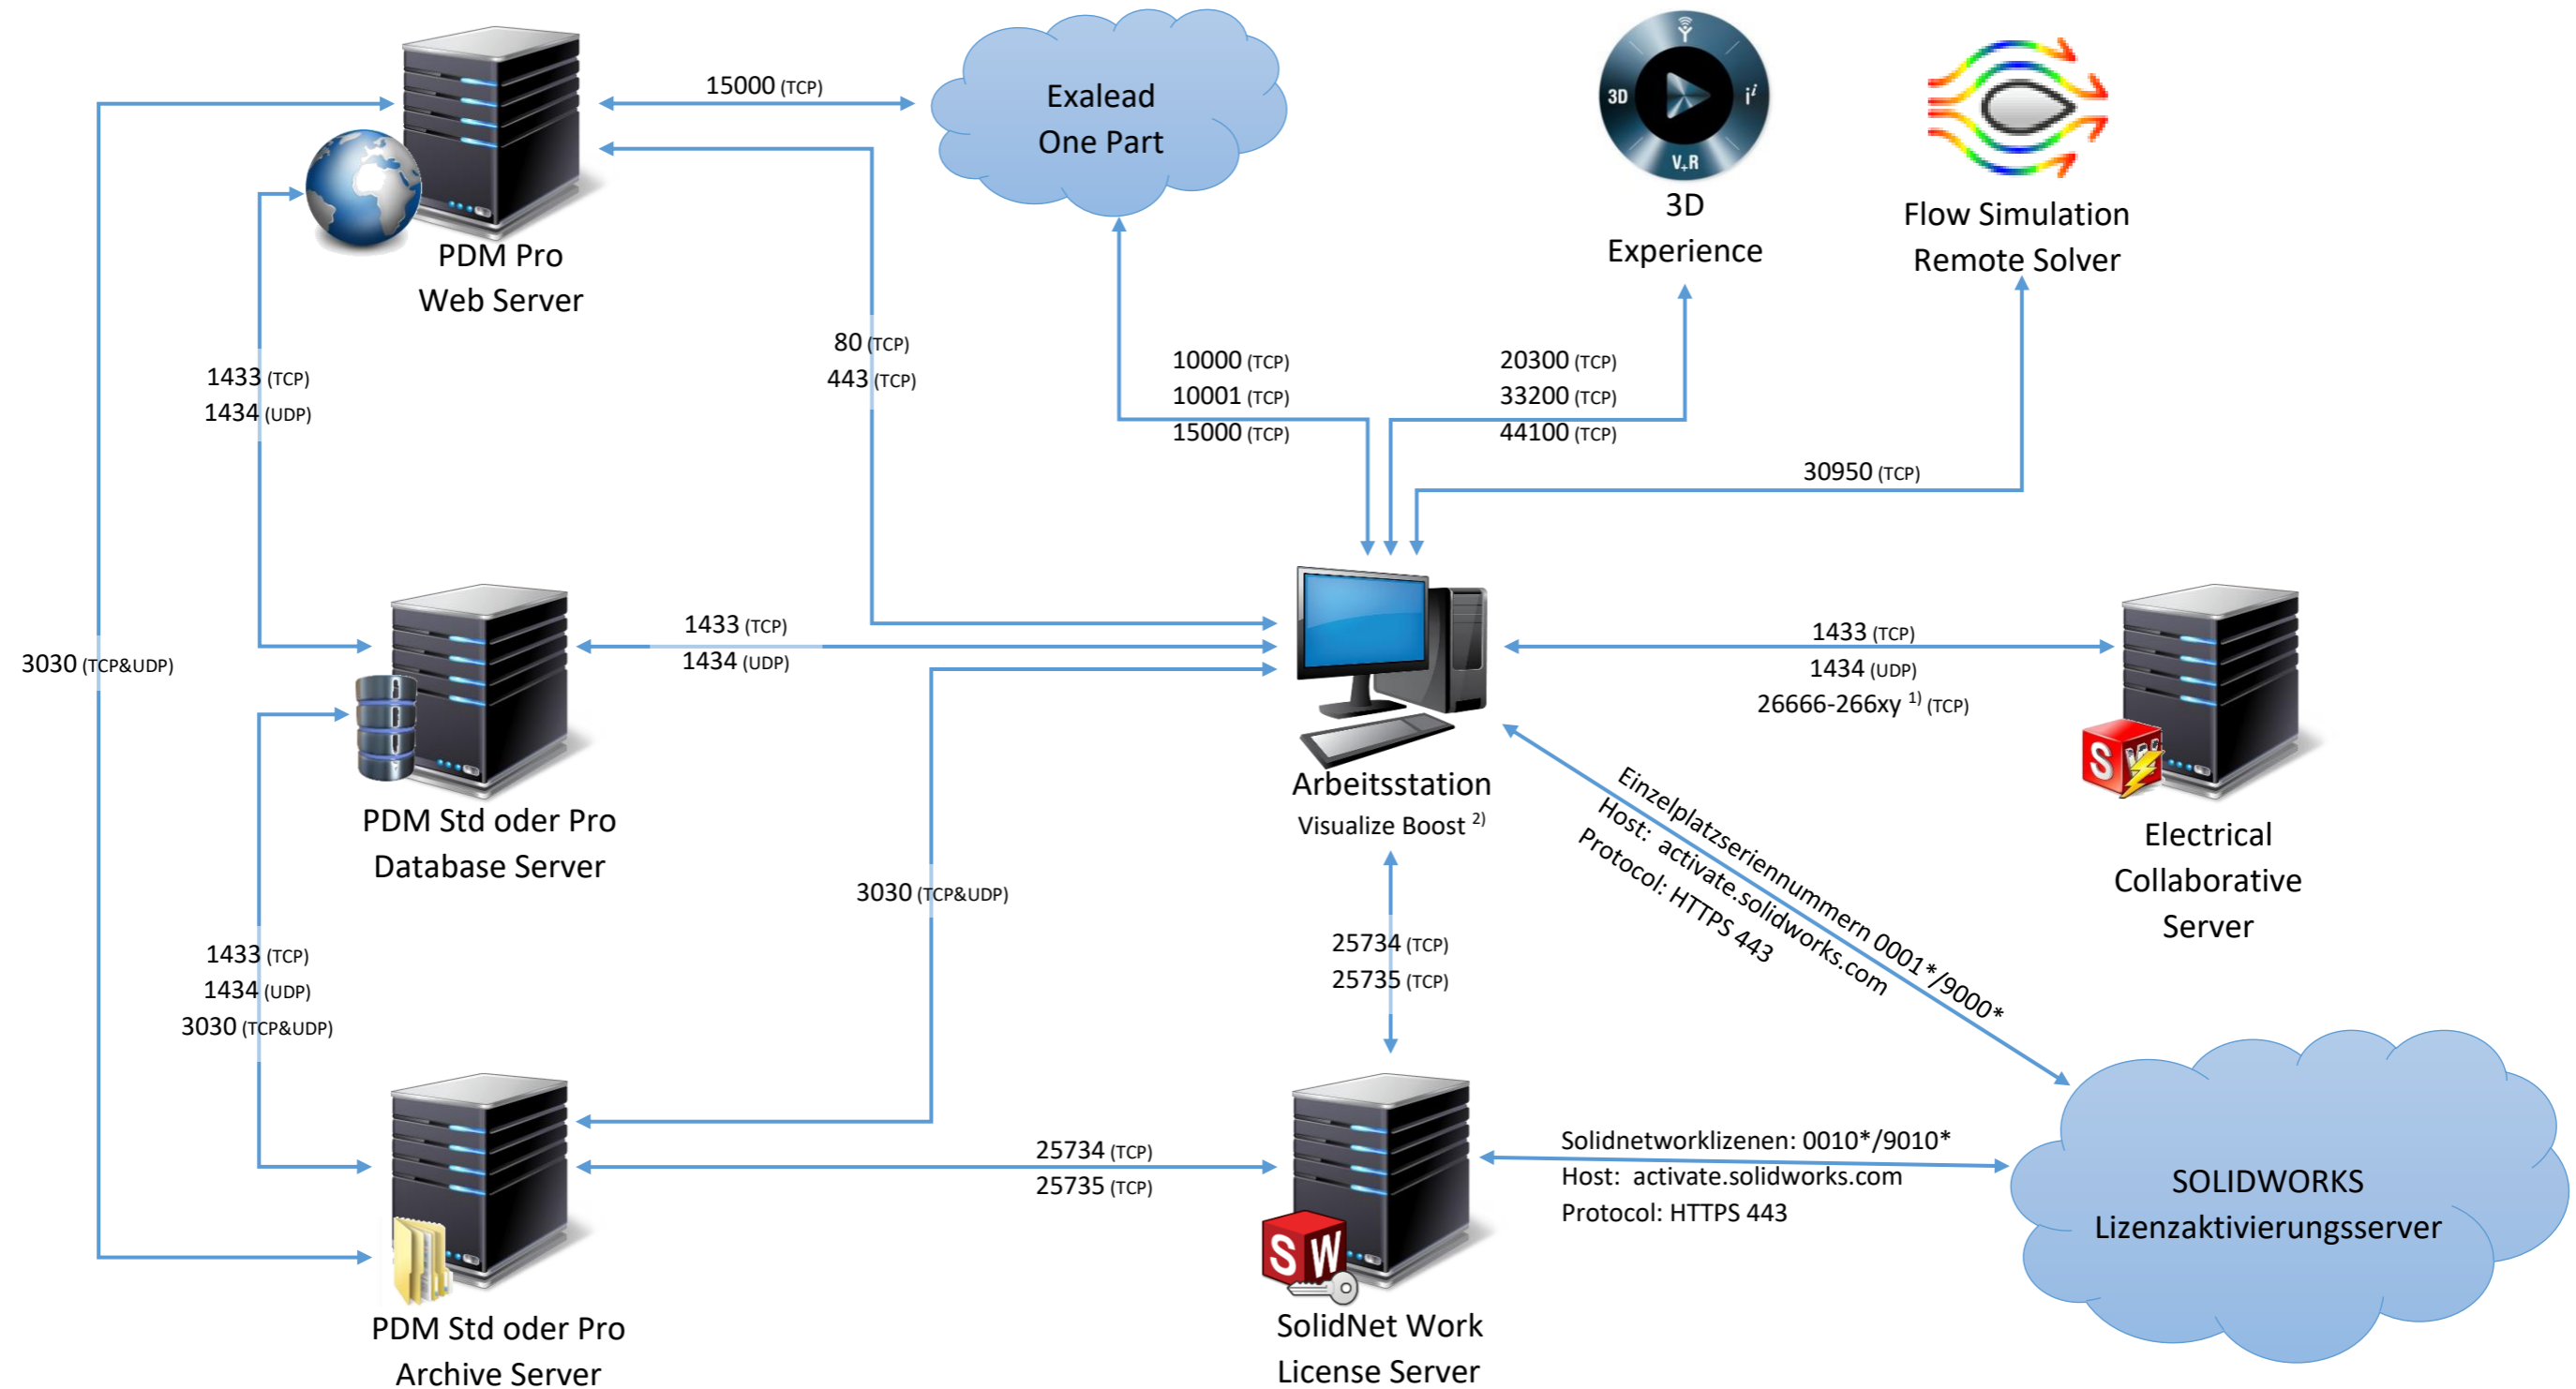 15000 (TCP)
Exalead
One Part
3D
i i
V+R
3D
Experience
Flow Simulation
Remote Solver
PDM Pro
Web Server
80 (TCP)
443 (TCP)
1433 (TCP)
1434 (UDP)
10000 (TCP)
10001 (TCP)
15000 (TCP)
20300 (TCP)
33200 (TCP)
44100 (TCP)
30950 (TCP)
3030 (TCP&UDP)
1433 (TCP)
1434 (UDP)
1433 (TCP)
1434 (UDP)
26666-266xy 1) (TCP)
PDM Std oder Pro
Database Server
Arbeitsstation
Visualize Boost 2)
SW
Electrical
Collaborative
Server
Einzelplatzseriennummern 0001*/9000*
Host: activate.solidworks.com
Protocol: HTTPS 443
3030 (TCP&UDP)
1433 (TCP)
1434 (UDP)
3030 (TCP&UDP)
25734 (TCP)
25735 (TCP)
25734 (TCP)
25735 (TCP)
Solidnetworklizenen: 0010*/9010*
Host: activate.solidworks.com
Protocol: HTTPS 443
SOLIDWORKS
Lizenzaktivierungsserver
SW
PDM Std oder Pro
Archive Server
SolidNet Work
License Server